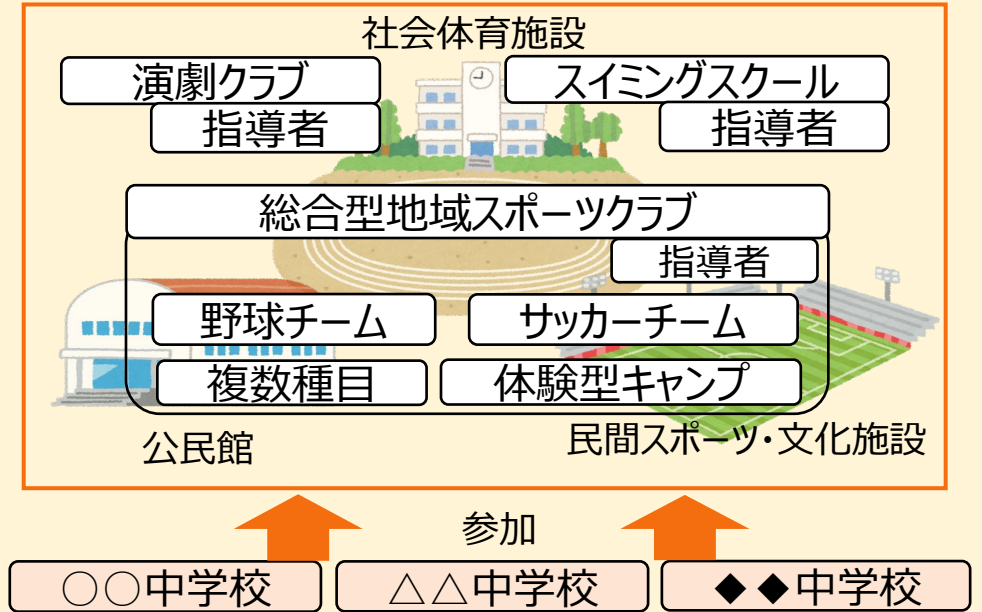 社会体育施設
演劇クラブ
指導者
スイミングスクール
指導者
総合型地域スポーツクラブ
指導者
野球チーム
サッカーチーム
複数種目
体験型キャンプ
公民館
民間スポーツ・文化施設
参加
○○中学校
△△中学校
◆◆中学校